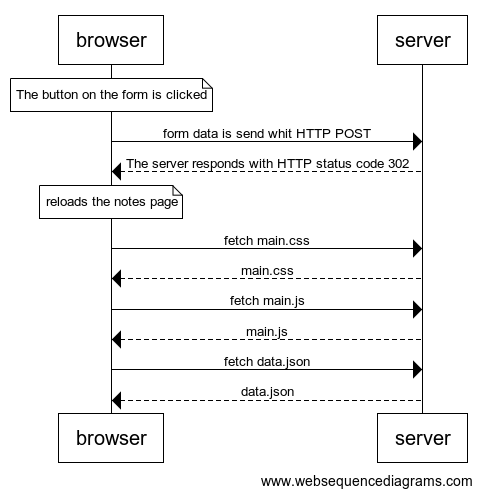 browser server
The button on the form is clicked
form data is send whit HTTP POST
The server responds with HTTP status code 302
reloads the notes page
fetch main.css
main.css
fetch main.js
main.js
fetch data.json
data.json
browser server
www.websequencediagrams.com